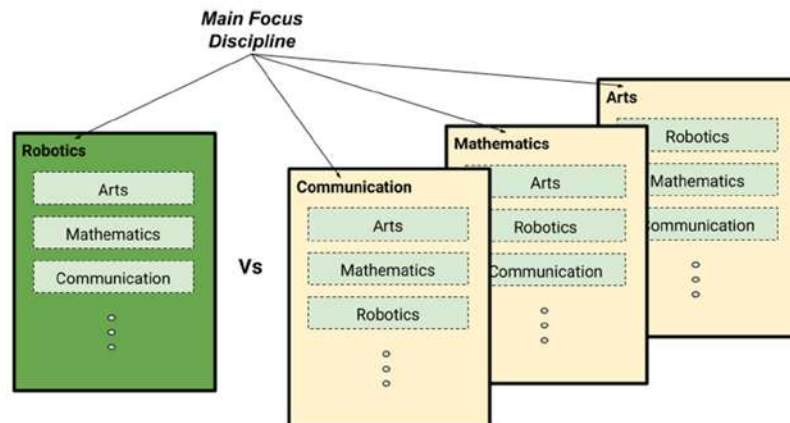 Main Focus
Discipline
Robotics
Arts
Mathematics
Communication
Vs
Communication
Arts
Mathematics
Robotics
Mathematics
Arts
Robotics
Communication
Arts
Robotics
Mathematics
ommunication